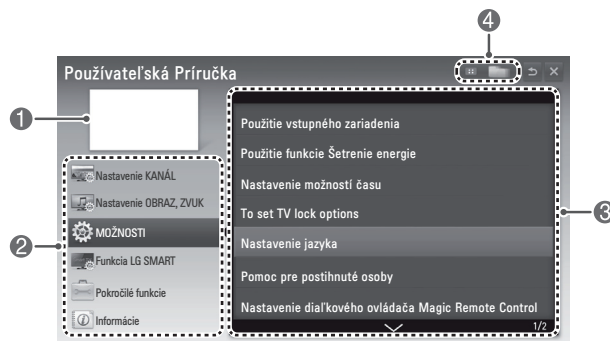 4
Používateľská Príručka
1
Nastavenie KANÁL
Nastavenie OBRAZ, ZVUK
MOŽNOSTI
Funkcia LG SMART
Pokročilé funkcie
Informácie
2
Použitie vstupného zariadenia
Použitie funkcie Šetrenie energie
Nastavenie možností času
To set TV lock options
Nastavenie jazyka
Pomoc pre postihnuté osoby
Nastavenie diaľkového ovládača Magic Remote Control
1/2
3